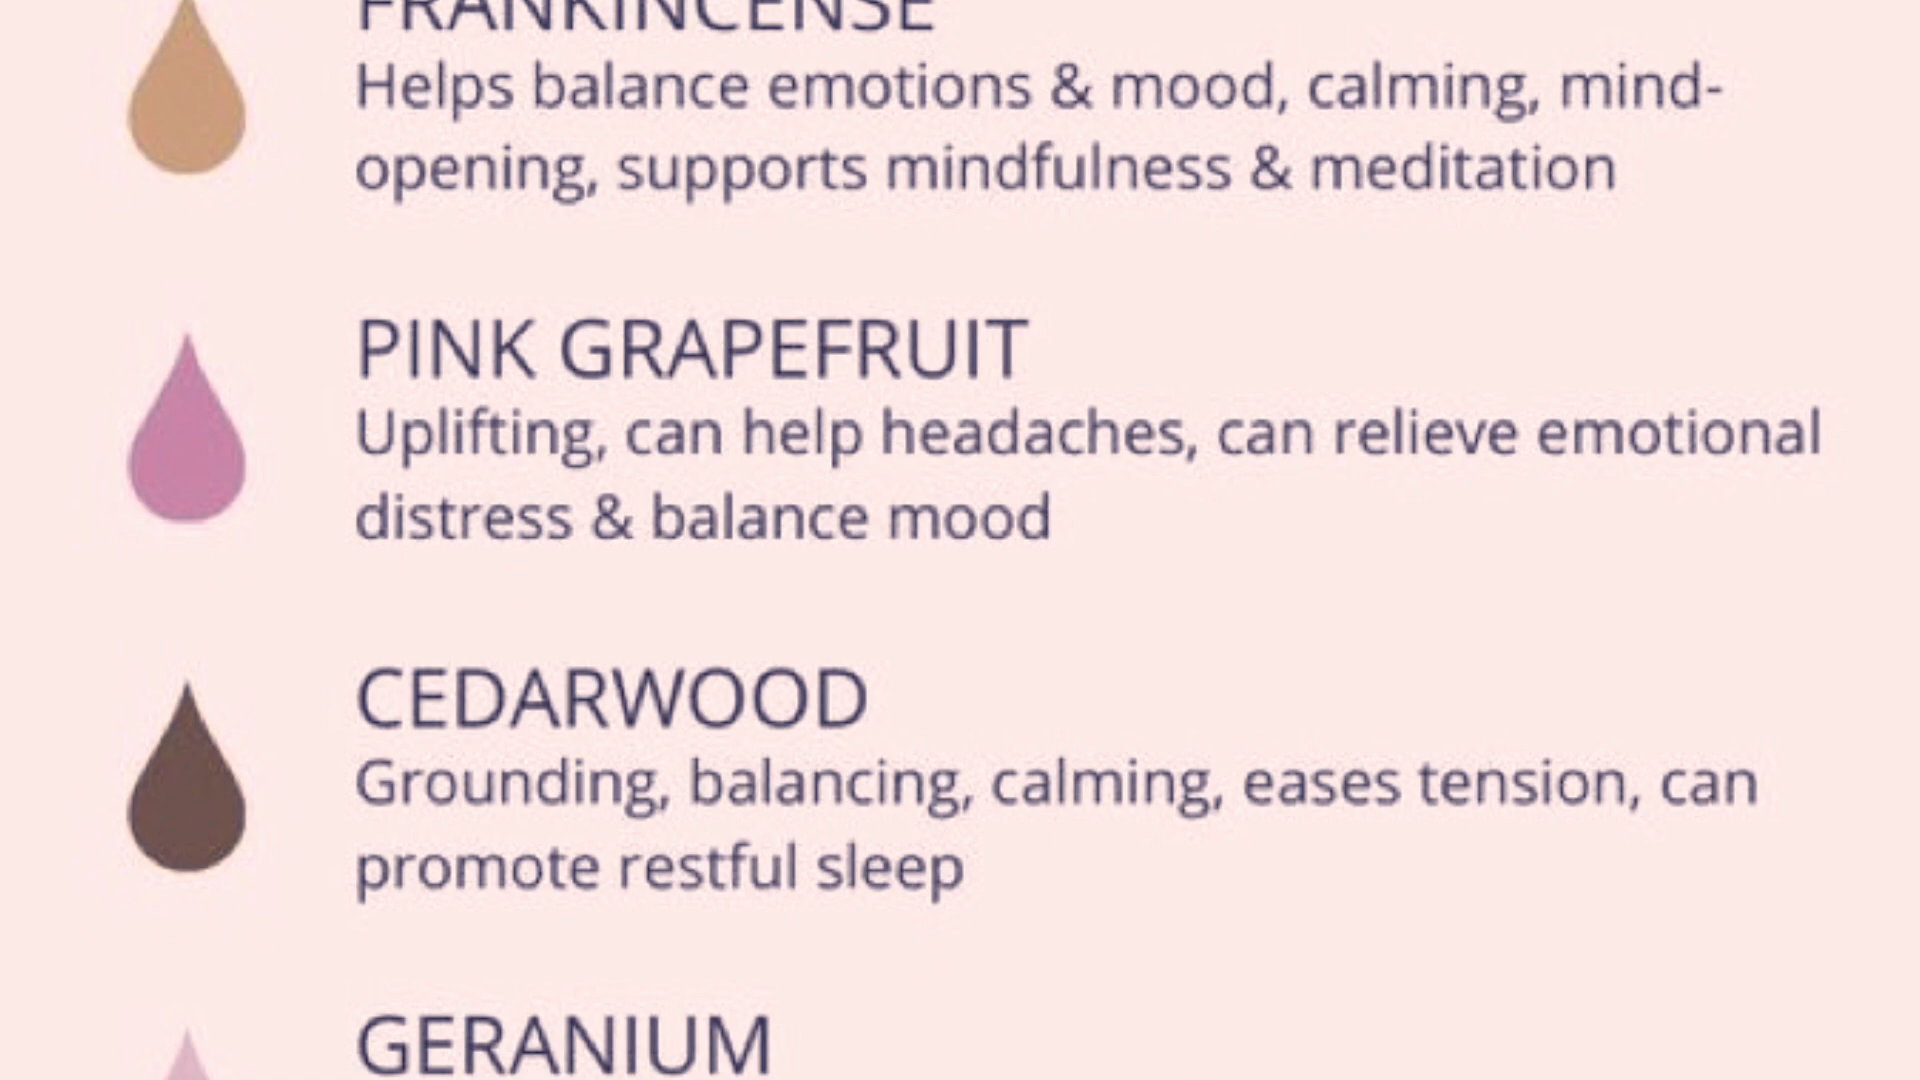 FRANKINCENSE
Helps balance emotions & mood, calming, mind-
opening, supports mindfulness & meditation
PINK GRAPEFRUIT
Uplifting, can help headaches, can relieve emotional
distress & balance mood
CEDARWOOD
Grounding, balancing, calming, eases tension, can
promote restful sleep
GERANIUM